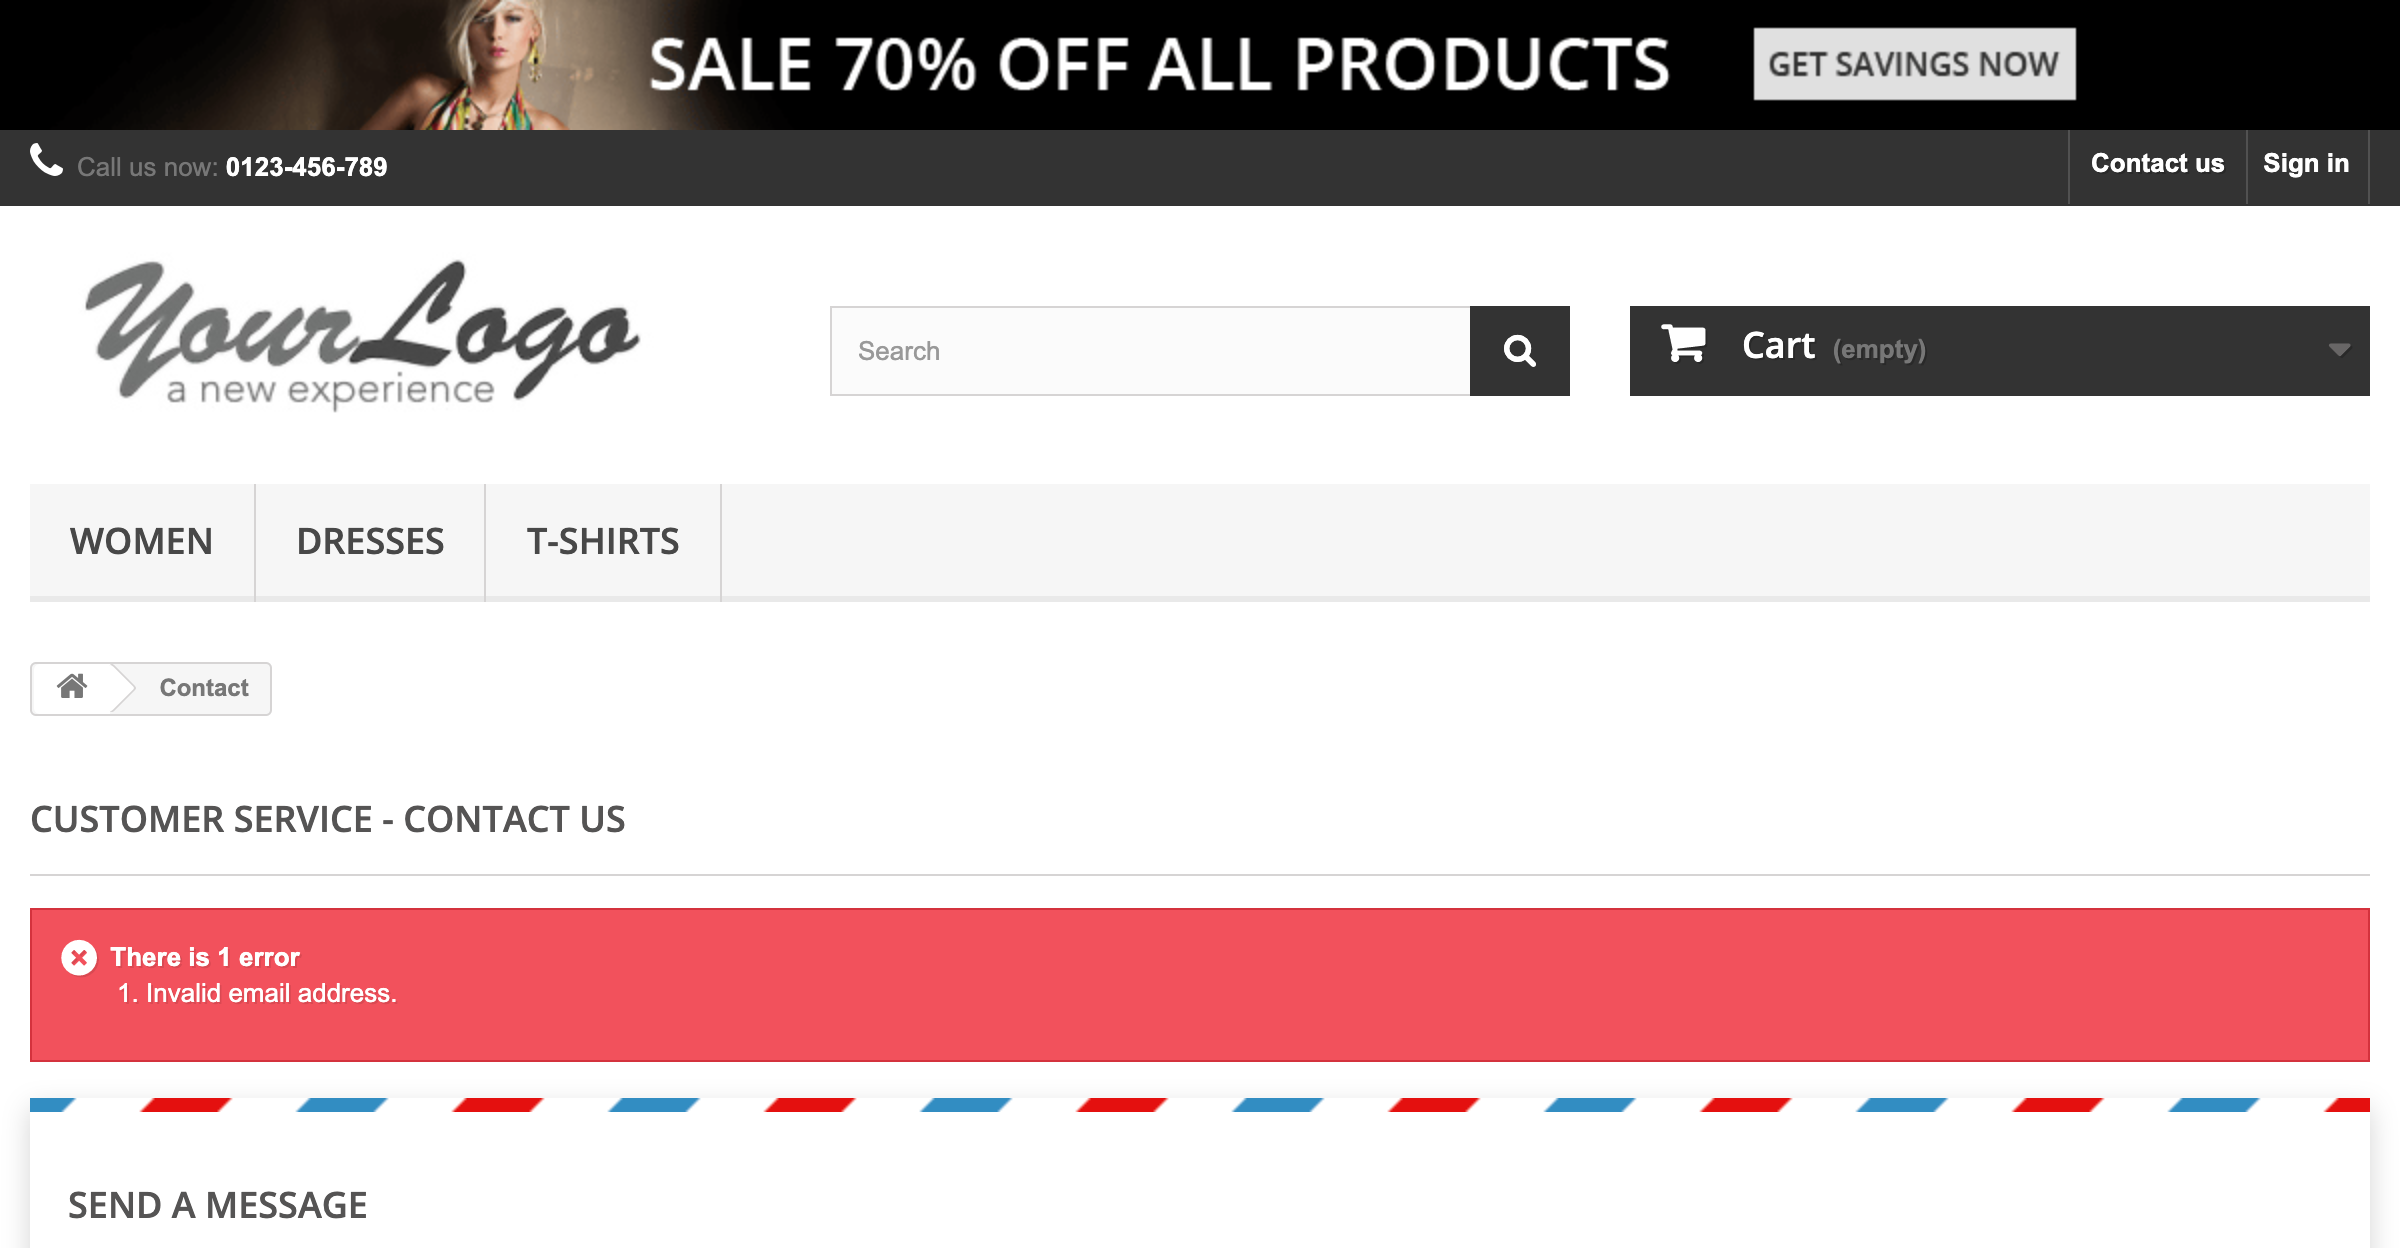 SALE 70% OFF ALL PRODUCTS
GET SAVINGS NOW
Call us now: 0123-456-789
Contact us
Sign in
YourLogo
a new experience
Search
Cart (empty)
WOMEN
DRESSES
T-SHIRTS
Contact
CUSTOMER SERVICE - CONTACT US
There is 1 error
1. Invalid email address.
SEND A MESSAGE